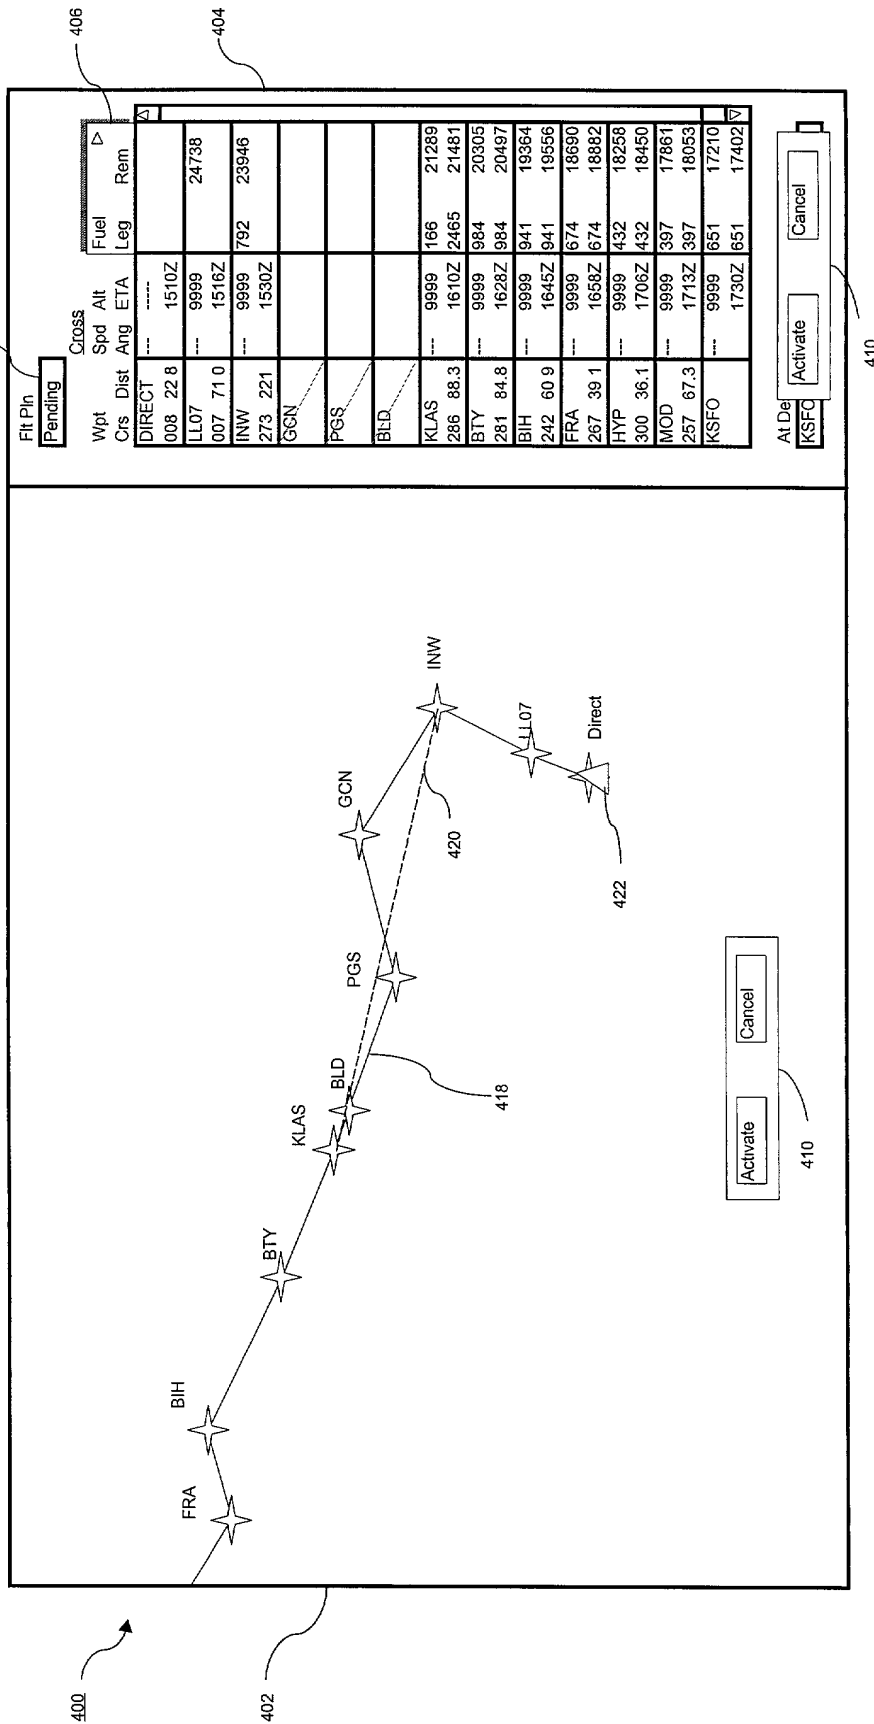 400
402
404
406
Flt Pln
Pending
Cross
Wpt Spd Alt Fuel
Crs Dist Ang ETA Leg Rem
DIRECT --- -----
008 22 8 1510Z
LL07 --- 9999
007 71 0 1516Z 24738
INW --- 9999 792 23946
273 221 1530Z
GCN
PGS
BLD
KLAS --- 9999 166 21289
286 88.3 1610Z 2465 21481
BTY --- 9999 984 20305
281 84.8 1628Z 984 20497
BIH --- 9999 941 19364
242 60 9 1645Z 941 19556
FRA --- 9999 674 18690
267 39 1 1658Z 674 18882
HYP --- 9999 432 18258
300 36.1 1706Z 432 18450
MOD --- 9999 397 17861
257 67.3 1713Z 397 18053
KSFO --- 9999 651 17210
1730Z 651 17402
At De
KSFO
Activate Cancel
410
FRA
BIH
BTY
KLAS
BLD
PGS
GCN
INW
LL07
Direct
418
420
422
Activate Cancel
410